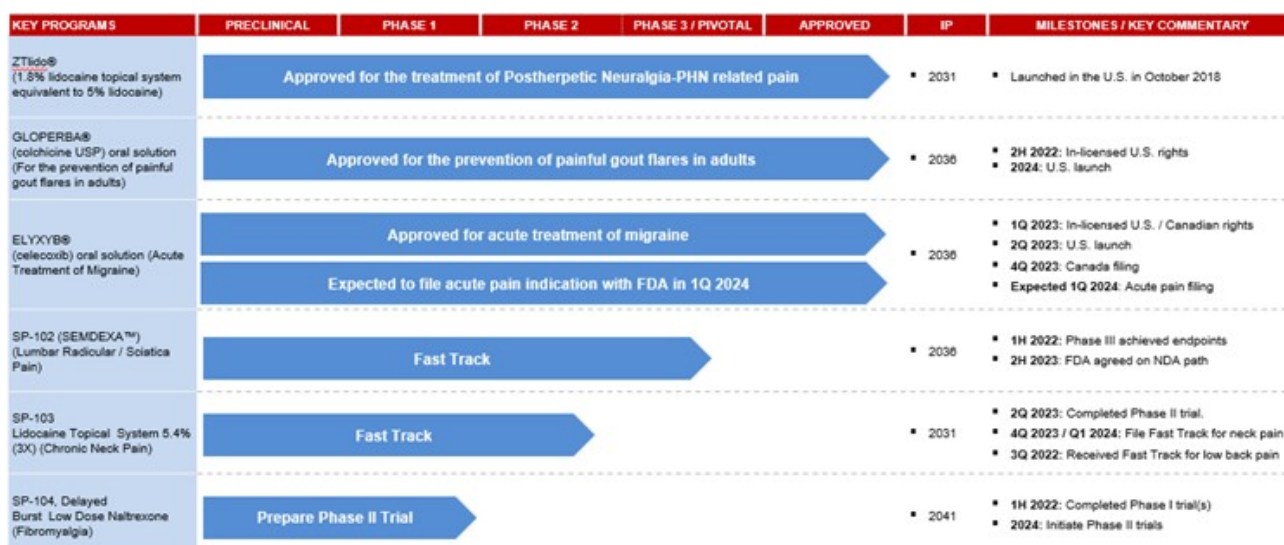 KEY PROGRAMS PRECLINICAL PHASE 1 PHASE 2 PHASE 3 / PIVOTAL APPROVED IP MILESTONES / KEY COMMENTARY
ZTlido®
(1.8% lidocaine topical system
equivalent to 5% lidocaine)
Approved for the treatment of Postherpetic Neuralgia-PHN related pain
▪ 2031
▪ Launched in the U.S. in October 2018
GLOPERBA®
(colchicine USP) oral solution
(For the prevention of painful
gout flares in adults)
Approved for the prevention of painful gout flares in adults
▪ 2036
▪ 2H 2022: In-licensed U.S. rights
▪ 2024: U.S. launch
ELYXYB®
(celecoxib) oral solution (Acute
Treatment of Migraine)
Approved for acute treatment of migraine
Expected to file acute pain indication with FDA in 1Q 2024
▪ 2036
▪ 1Q 2023: In-licensed U.S. / Canadian rights
▪ 2Q 2023: U.S. launch
▪ 4Q 2023: Canada filing
▪ Expected 1Q 2024: Acute pain filing
SP-102 (SEMDEXA™)
(Lumbar Radicular / Sciatica
Pain)
Fast Track
▪ 2036
▪ 1H 2022: Phase III achieved endpoints
▪ 2H 2023: FDA agreed on NDA path
SP-103
Lidocaine Topical System 5.4%
(3X) (Chronic Neck Pain)
Fast Track
▪ 2031
▪ 2Q 2023: Completed Phase II trial.
▪ 4Q 2023 / Q1 2024: File Fast Track for neck pain
▪ 3Q 2022: Received Fast Track for low back pain
SP-104, Delayed
Burst Low Dose Naltrexone
(Fibromyalgia)
Prepare Phase II Trial
▪ 2041
▪ 1H 2022: Completed Phase I trial(s)
▪ 2024: Initiate Phase II trials